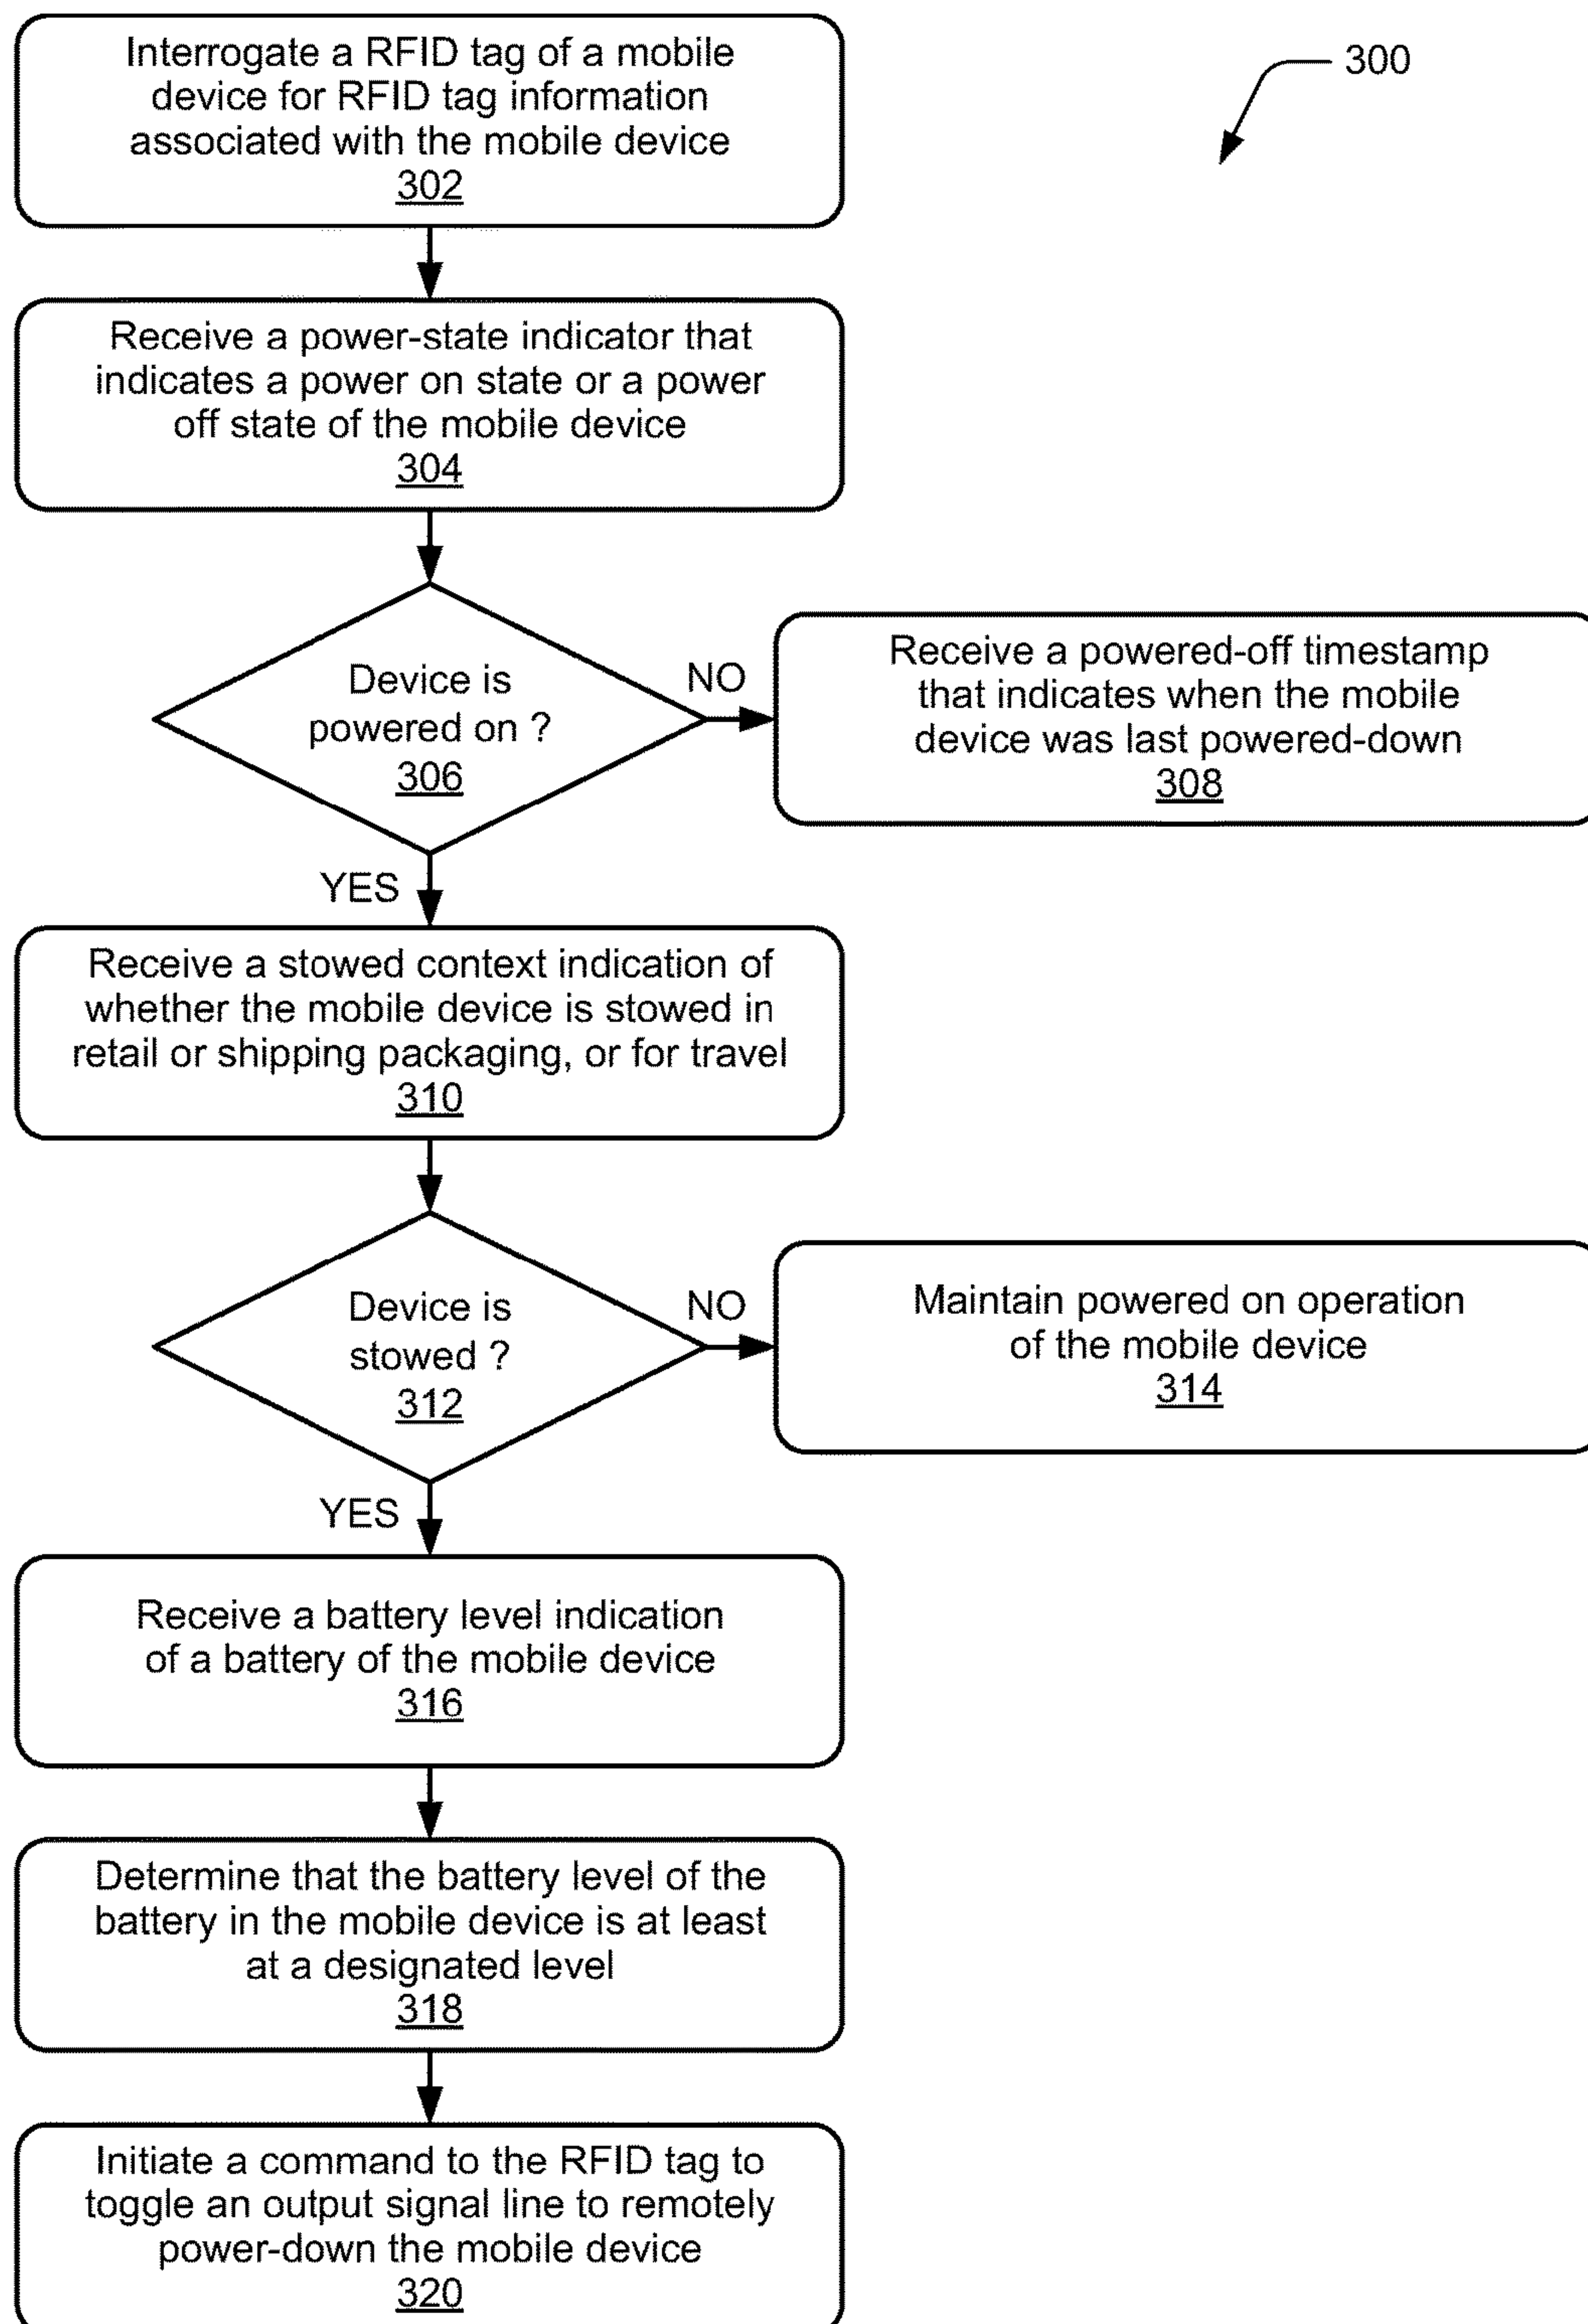 Interrogate a RFID tag of a mobile
device for RFID tag information
associated with the mobile device
302
300
Receive a power-state indicator that
indicates a power on state or a power
off state of the mobile device
304
Device is
powered on ?
306
NO
Receive a powered-off timestamp
that indicates when the mobile
device was last powered-down
308
YES
Receive a stowed context indication of
whether the mobile device is stowed in
retail or shipping packaging, or for travel
310
Device is
stowed ?
312
NO
Maintain powered on operation
of the mobile device
314
YES
Receive a battery level indication
of a battery of the mobile device
316
Determine that the battery level of the
battery in the mobile device is at least
at a designated level
318
Initiate a command to the RFID tag to
toggle an output signal line to remotely
power-down the mobile device
320